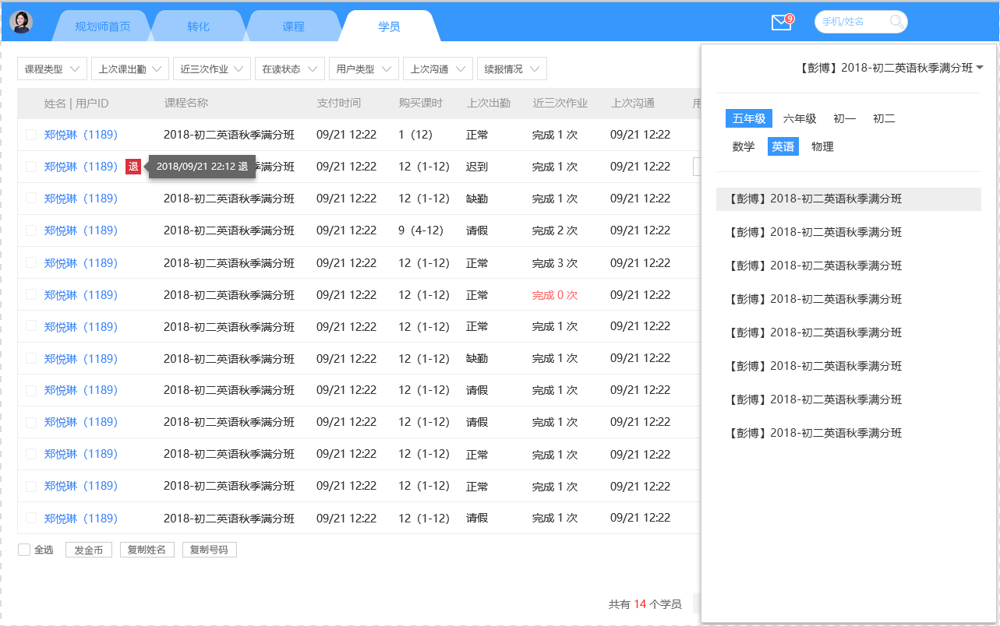 规划师首页 转化 课程 学员 9 手机/姓名
【彭博】2018-初二英语秋季满分班
课程类型 上次课出勤 近三次作业 在读状态 用户类型 上次沟通 续报情况
姓名 | 用户ID 课程名称 支付时间 购买课时 上次出勤 近三次作业 上次沟通
郑悦琳（1189） 2018-初二英语秋季满分班 09/21 12:22 1（12） 正常 完成 1 次 09/21 12:22
郑悦琳（1189） 退 2018/09/21 22:12 退 季满分班 09/21 12:22 12（1-12） 迟到 完成 1 次 09/21 12:22
郑悦琳（1189） 2018-初二英语秋季满分班 09/21 12:22 12（1-12） 缺勤 完成 1 次 09/21 12:22
郑悦琳（1189） 2018-初二英语秋季满分班 09/21 12:22 9（4-12） 请假 完成 2 次 09/21 12:22
郑悦琳（1189） 2018-初二英语秋季满分班 09/21 12:22 12（1-12） 正常 完成 3 次 09/21 12:22
郑悦琳（1189） 2018-初二英语秋季满分班 09/21 12:22 12（1-12） 正常 完成 0 次 09/21 12:22
郑悦琳（1189） 2018-初二英语秋季满分班 09/21 12:22 12（1-12） 正常 完成 1 次 09/21 12:22
郑悦琳（1189） 2018-初二英语秋季满分班 09/21 12:22 12（1-12） 缺勤 完成 1 次 09/21 12:22
郑悦琳（1189） 2018-初二英语秋季满分班 09/21 12:22 12（1-12） 请假 完成 1 次 09/21 12:22
郑悦琳（1189） 2018-初二英语秋季满分班 09/21 12:22 12（1-12） 请假 完成 1 次 09/21 12:22
郑悦琳（1189） 2018-初二英语秋季满分班 09/21 12:22 12（1-12） 正常 完成 1 次 09/21 12:22
郑悦琳（1189） 2018-初二英语秋季满分班 09/21 12:22 12（1-12） 正常 完成 1 次 09/21 12:22
郑悦琳（1189） 2018-初二英语秋季满分班 09/21 12:22 12（1-12） 请假 完成 1 次 09/21 12:22
全选 发金币 复制姓名 复制号码
共有 14 个学员
五年级 六年级 初一 初二
数学 英语 物理
【彭博】2018-初二英语秋季满分班
【彭博】2018-初二英语秋季满分班
【彭博】2018-初二英语秋季满分班
【彭博】2018-初二英语秋季满分班
【彭博】2018-初二英语秋季满分班
【彭博】2018-初二英语秋季满分班
【彭博】2018-初二英语秋季满分班
【彭博】2018-初二英语秋季满分班